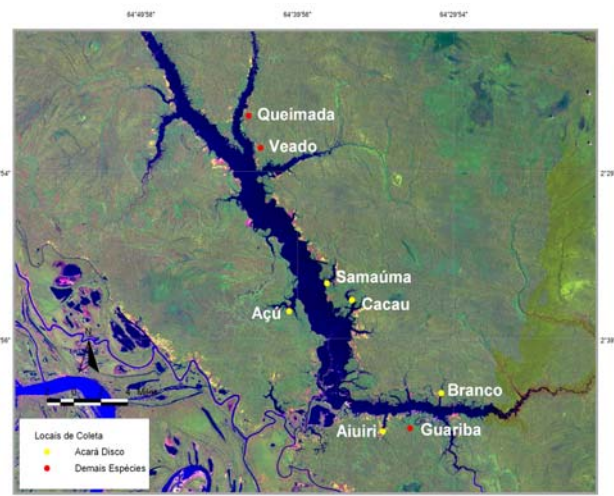 64°49'56" 64°39'56" 64°29'54"
Queimada
Veado
Samaúma
Cacau
Açú
Branco
Aiuiri
Guariba
Locais de Coleta
Acará Disco
Demais Espécies